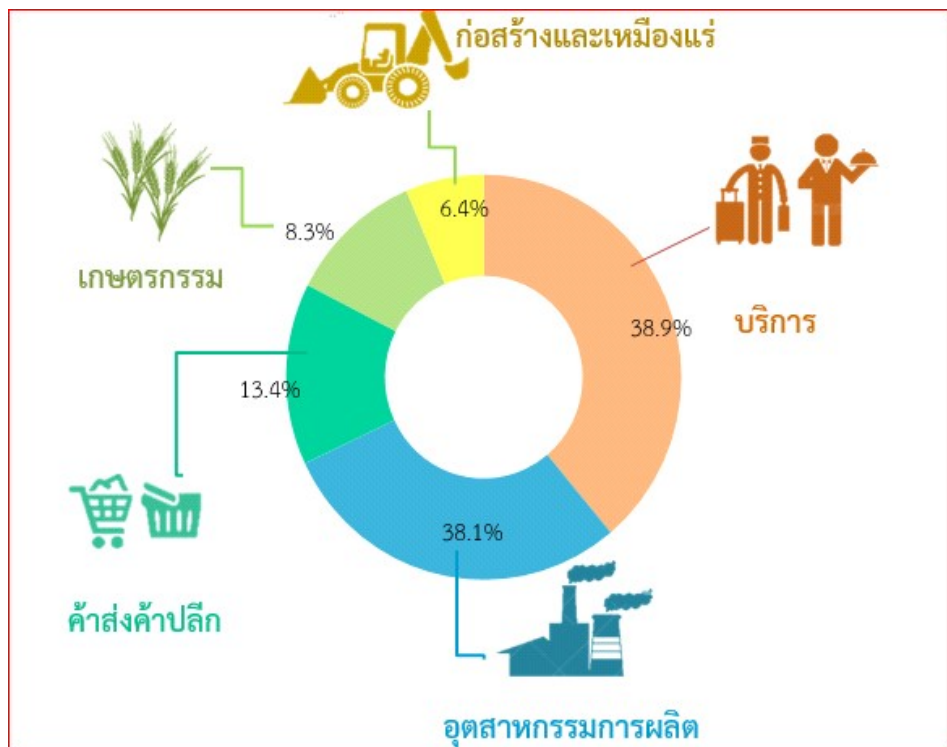 ก่อสร้างและเหมืองแร่
6.4%
8.3%
เกษตรกรรม
38.9%
บริการ
13.4%
ค้าส่งค้าปลีก
38.1%
อุตสาหกรรมการผลิต